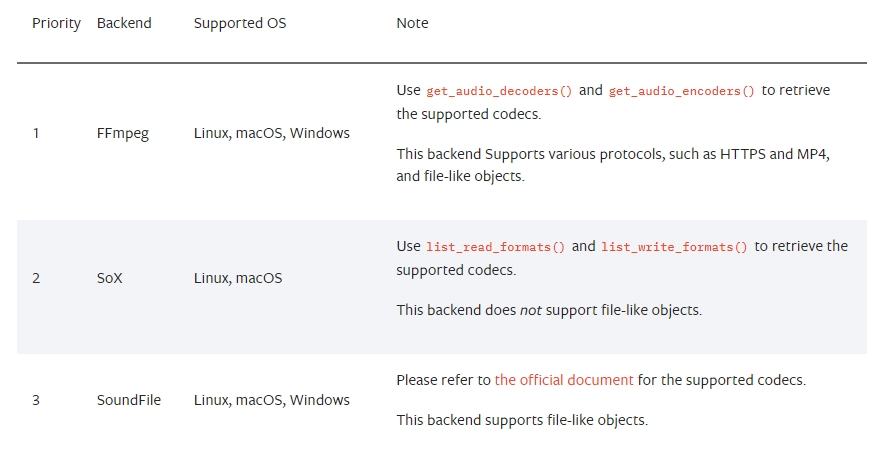 Priority Backend Supported OS Note
Use get_audio_decoders() and get_audio_encoders() to retrieve
the supported codecs.
1 FFmpeg Linux, macOS, Windows
This backend Supports various protocols, such as HTTPS and MP4,
and file-like objects.
Use list_read_formats() and list_write_formats() to retrieve the
supported codecs.
2 SoX Linux, macOS
This backend does not support file-like objects.
Please refer to the official document for the supported codecs.
3 SoundFile Linux, macOS, Windows
This backend supports file-like objects.